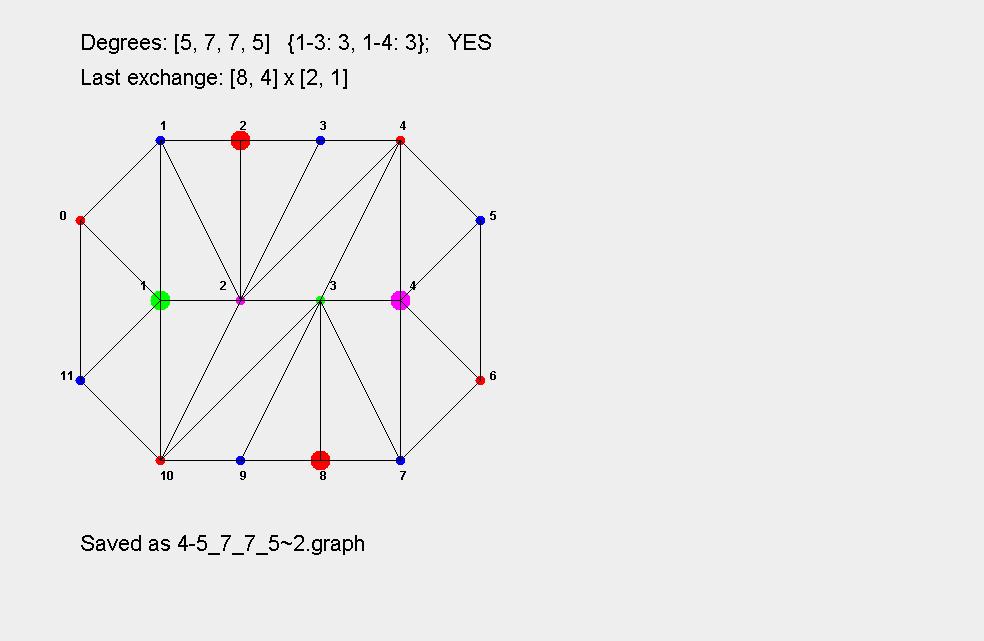 Degrees: [5, 7, 7, 5]   {1-3: 3, 1-4: 3};   YES
Last exchange: [8, 4] x [2, 1]
1 2 3 4
0 5
1 2 3 4
11 6
10 9 8 7
Saved as 4-5_7_7_5~2.graph